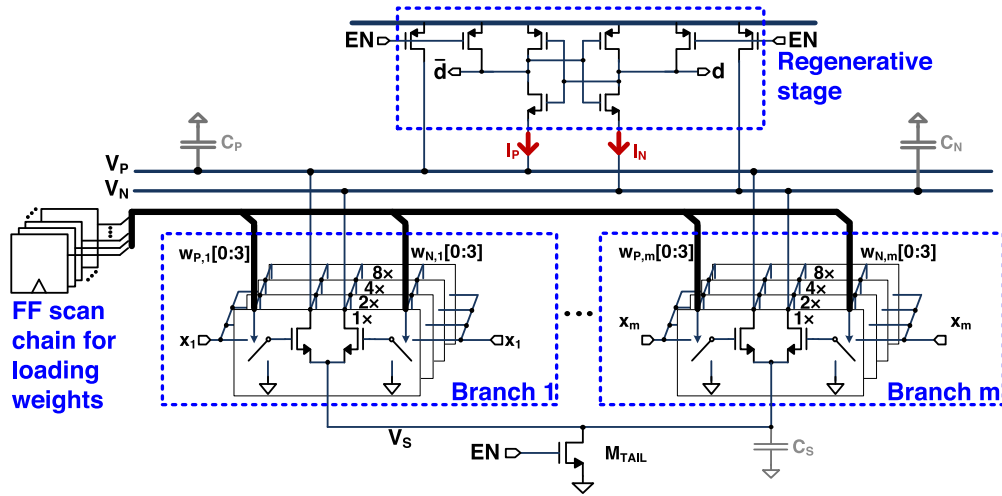 EN
EN
d̅
d
Regenerative
stage
C_P
I_P
I_N
C_N
V_P
V_N
w_P,1[0:3]
w_N,1[0:3]
w_P,m[0:3]
w_N,m[0:3]
8×
4×
2×
1×
8×
4×
2×
1×
FF scan
chain for
loading
weights
x_1
x_1
x_m
x_m
Branch 1
Branch m
V_S
EN
M_TAIL
C_S